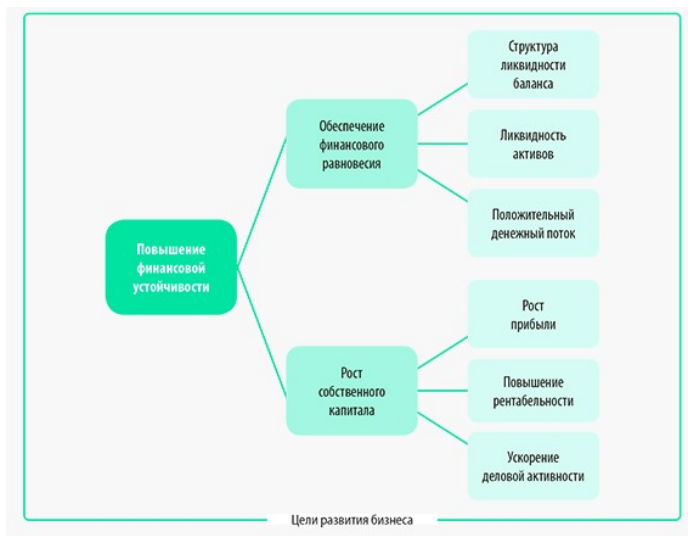 Структура
ликвидности
баланса
Обеспечение
финансового
равновесия
Ликвидность
активов
Положительный
денежный поток
Повышение
финансовой
устойчивости
Рост
прибыли
Рост
собственного
капитала
Повышение
рентабельности
Ускорение
деловой активности
Цели развития бизнеса